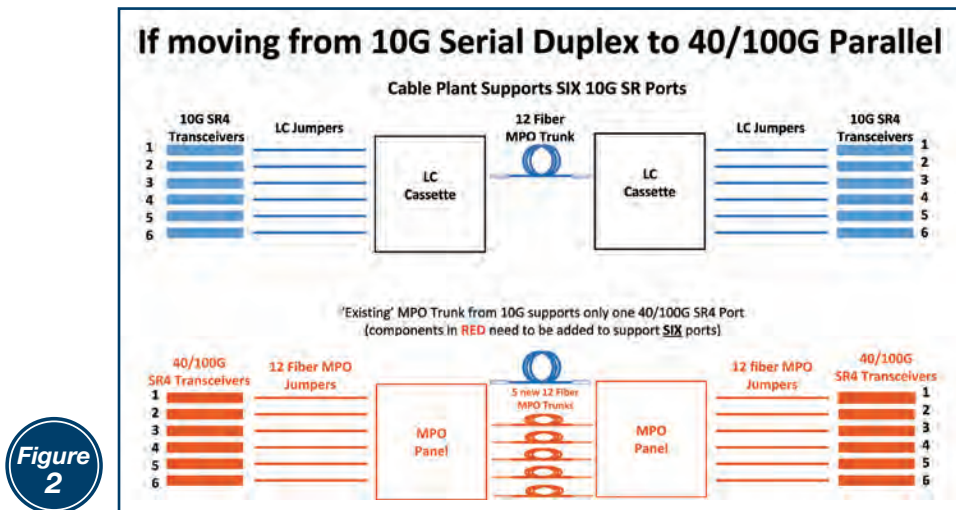 If moving from 10G Serial Duplex to 40/100G Parallel
Cable Plant Supports SIX 10G SR Ports
10G SR4
Transceivers
LC Jumpers
12 Fiber
MPO Trunk
LC Jumpers
10G SR4
Transceivers
1
2
3
4
5
6
LC
Cassette
LC
Cassette
1
2
3
4
5
6
'Existing' MPO Trunk from 10G supports only one 40/100G SR4 Port
(components in RED need to be added to support SIX ports)
40/100G
SR4 Transceivers
12 Fiber MPO
Jumpers
5 new 12 Fiber
MPO Trunks
12 fiber MPO
Jumpers
40/100G
SR4 Transceivers
1
2
3
4
5
6
MPO
Panel
MPO
Panel
1
2
3
4
5
6
Figure
2